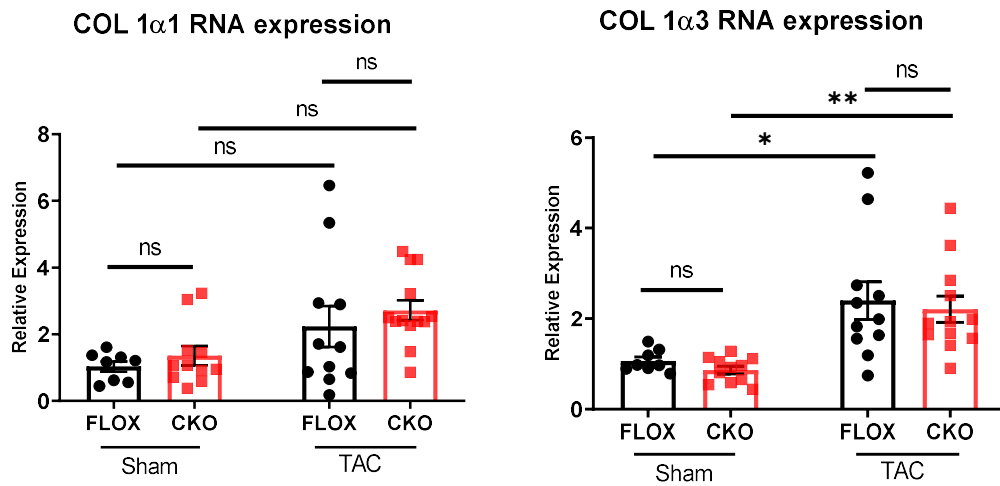 COL 1α1 RNA expression
ns
ns
ns
ns
8
6
4
2
0
Relative Expression
FLOX CKO FLOX CKO
Sham TAC
COL 1α3 RNA expression
ns
**
*
ns
6
4
2
0
Relative Expression
FLOX CKO FLOX CKO
Sham TAC